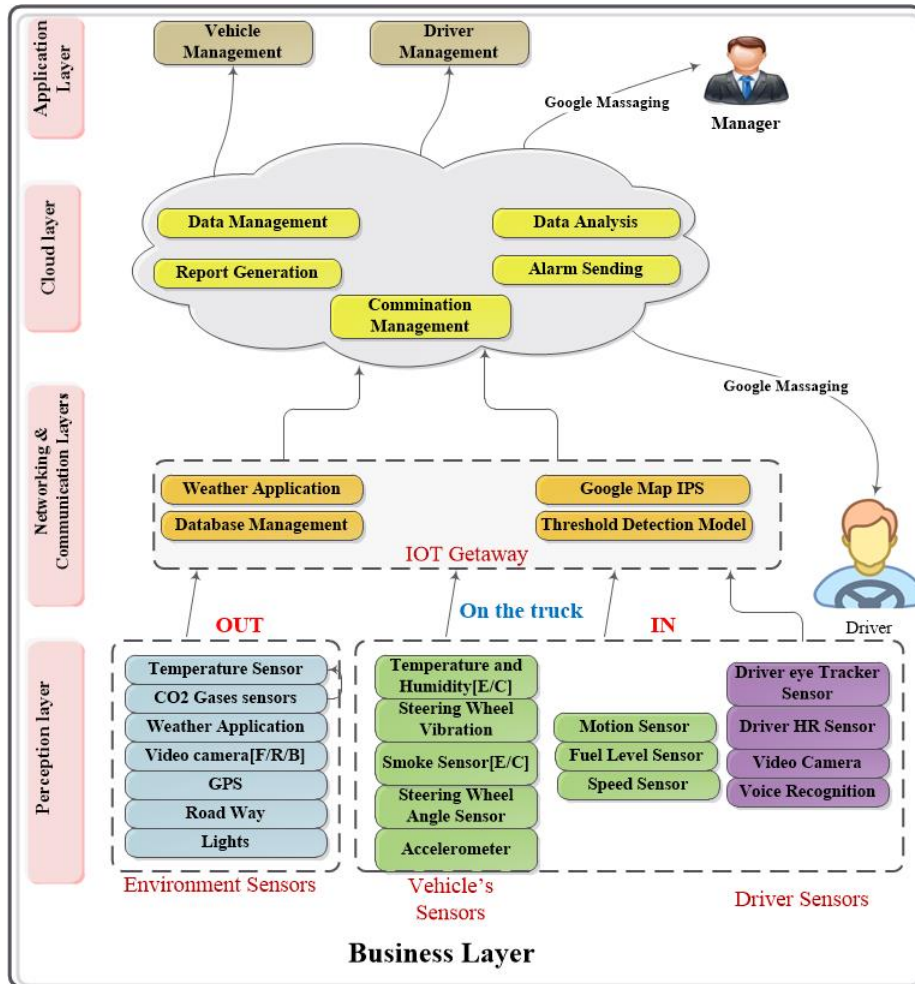 Application
Layer
Vehicle
Management
Driver
Management
Google Massaging
Manager
Cloud layer
Data Management
Data Analysis
Report Generation
Alarm Sending
Commination
Management
Google Massaging
Networking &
Communication Layers
Weather Application
Google Map IPS
Database Management
Threshold Detection Model
IOT Getaway
Driver
OUT
On the truck
IN
Perception layer
Temperature Sensor
CO2 Gases sensors
Weather Application
Video camera[F/R/B]
GPS
Road Way
Lights
Environment Sensors
Temperature and
Humidity[E/C]
Steering Wheel
Vibration
Smoke Sensor[E/C]
Steering Wheel
Angle Sensor
Accelerometer
Vehicle's
Sensors
Motion Sensor
Fuel Level Sensor
Speed Sensor
Driver eye Tracker
Sensor
Driver HR Sensor
Video Camera
Voice Recognition
Driver Sensors
Business Layer